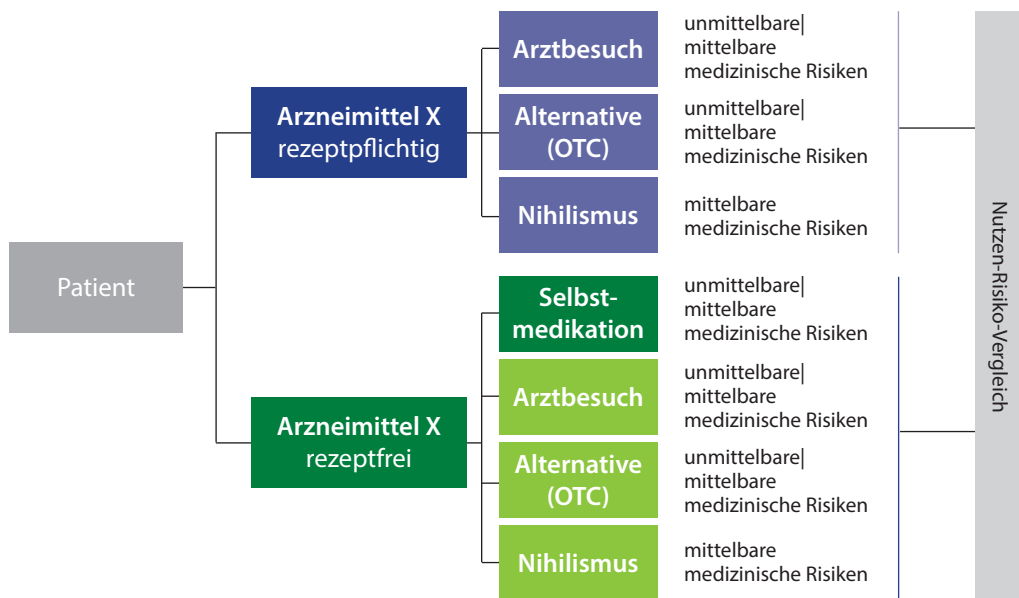 Patient
Arzneimittel X
rezeptpflichtig
Arztbesuch
unmittelbare|
mittelbare
medizinische Risiken
Alternative
(OTC)
unmittelbare|
mittelbare
medizinische Risiken
Nihilismus
mittelbare
medizinische Risiken
Arzneimittel X
rezeptfrei
Selbst-
medikation
unmittelbare|
mittelbare
medizinische Risiken
Arztbesuch
unmittelbare|
mittelbare
medizinische Risiken
Alternative
(OTC)
unmittelbare|
mittelbare
medizinische Risiken
Nihilismus
mittelbare
medizinische Risiken
Nutzen-Risiko-Vergleich